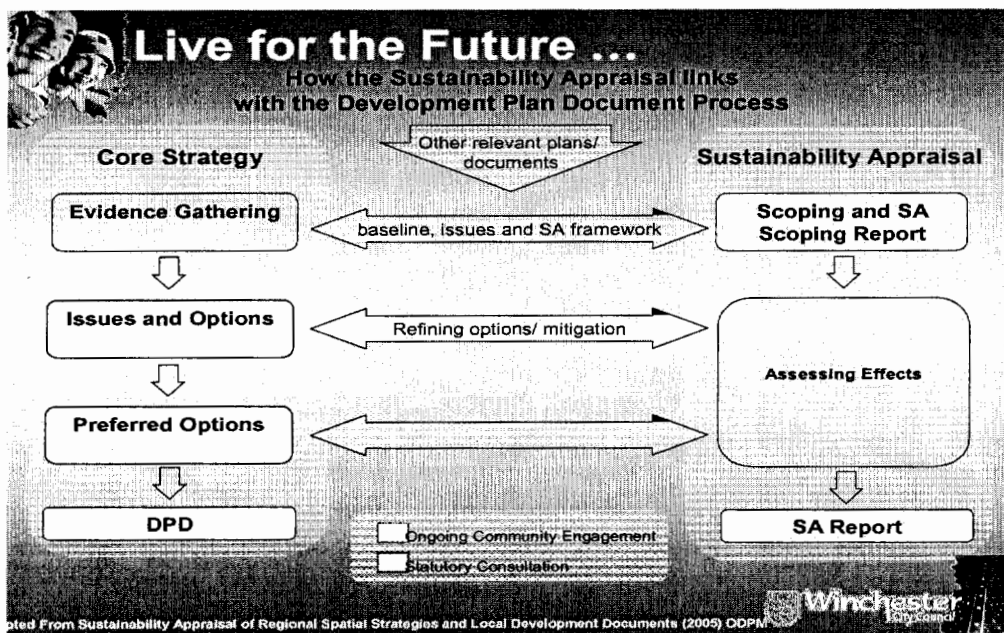 Live for the Future ...
How the Sustainability Appraisal links
with the Development Plan Document Process
Other relevant plans/
documents
Core Strategy
Sustainability Appraisal
Evidence Gathering
baseline, issues and SA framework
Scoping and SA
Scoping Report
Issues and Options
Refining options/ mitigation
Assessing Effects
Preferred Options
DPD
SA Report
Ongoing Community Engagement
Statutory Consultation
Winchester
City Council
pted From Sustainability Appraisal of Regional Spatial Strategies and Local Development Documents (2005) ODPM